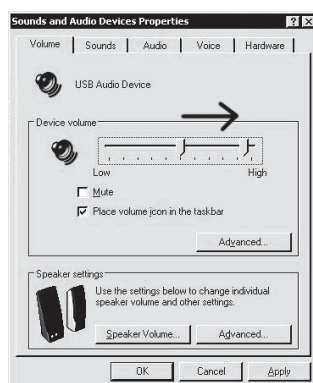 Sounds and Audio Devices Properties
Volume Sounds Audio Voice Hardware
USB Audio Device
Device volume
Low High
Mute
Place volume icon in the taskbar
Advanced...
Speaker settings
Use the settings below to change individual
speaker volume and other settings.
Speaker Volume... Advanced...
OK Cancel Apply